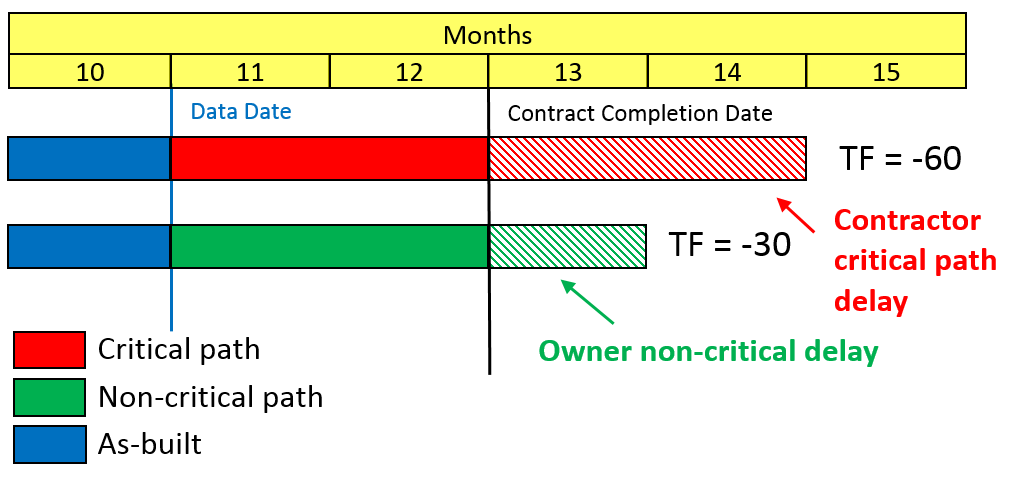 Months
10 11 12 13 14 15
Data Date
Contract Completion Date
TF = -60
Contractor
critical path
delay
TF = -30
Owner non-critical delay
Critical path
Non-critical path
As-built